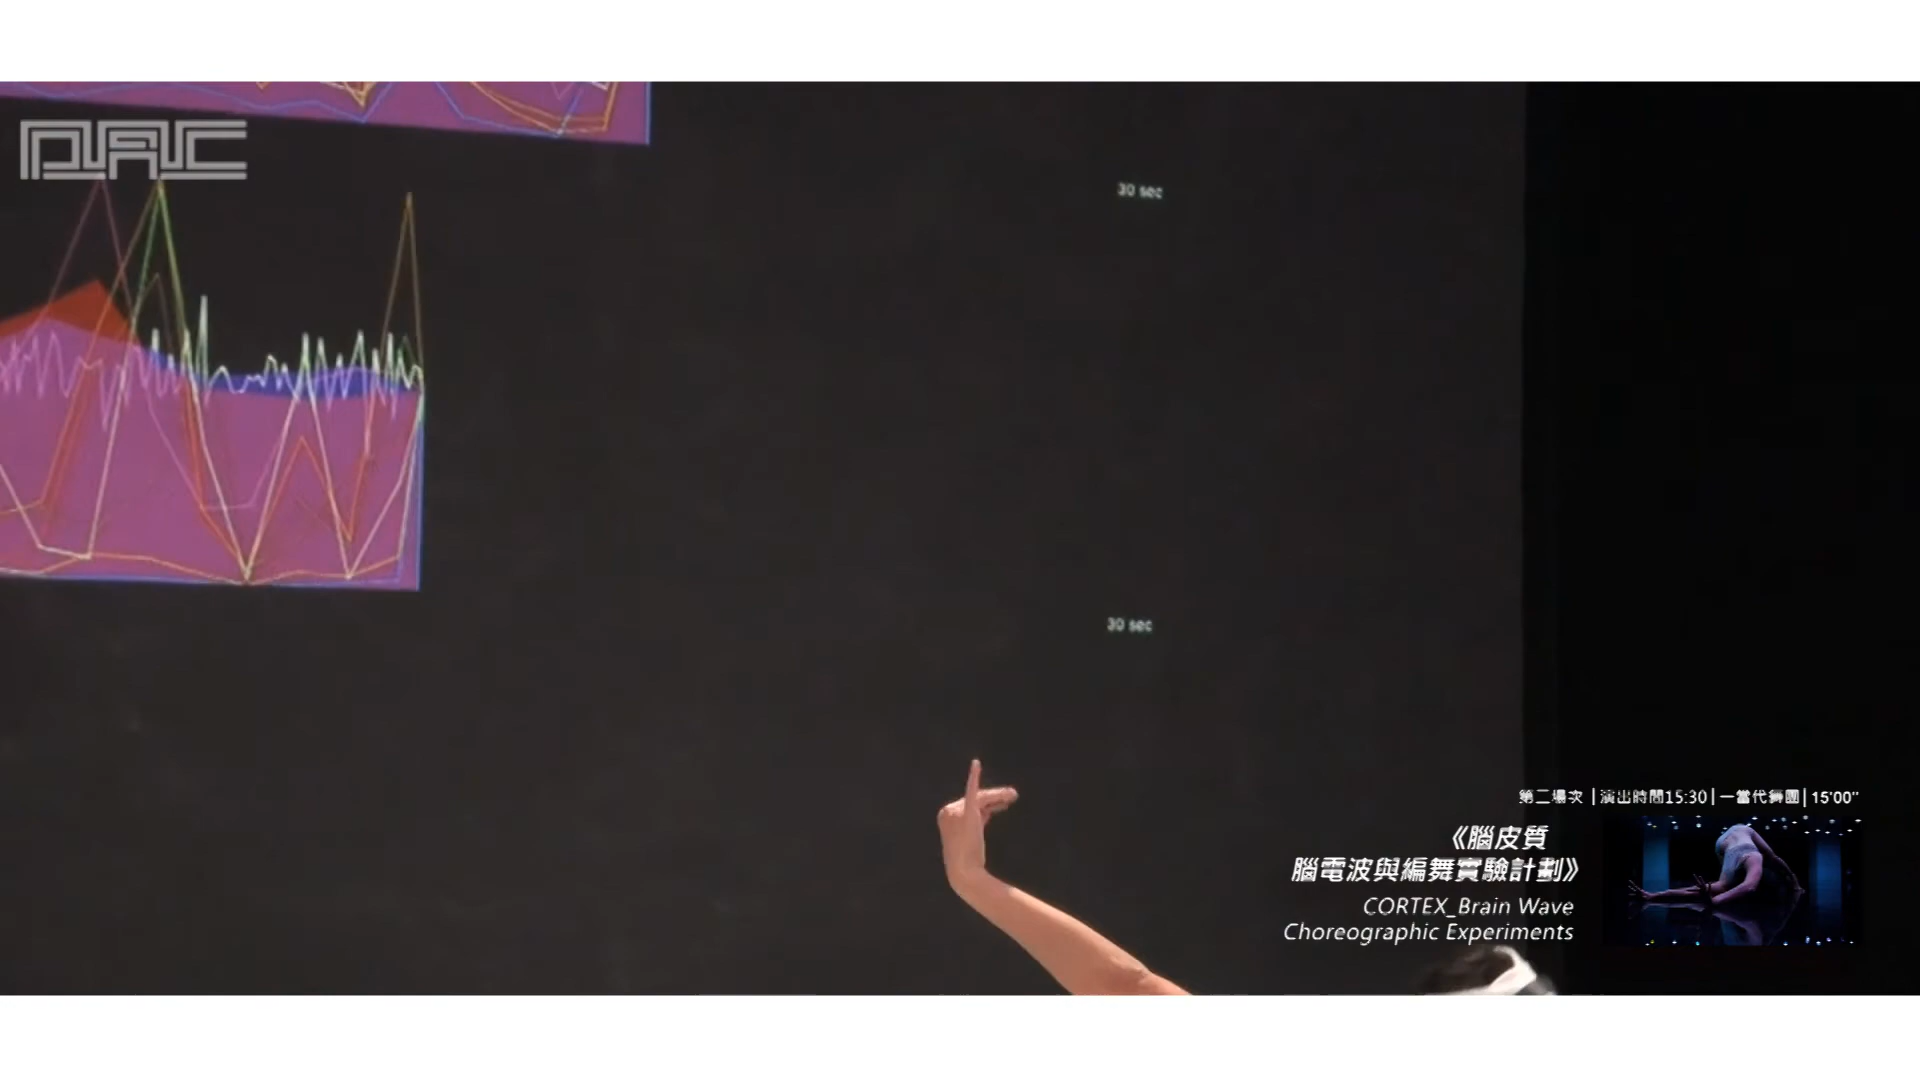 DAC
30 sec
30 sec
第二場次 | 演出時間15:30 | 一當代舞團 | 15'00"
《腦皮質
腦電波與編舞實驗計劃》
CORTEX_Brain Wave
Choreographic Experiments